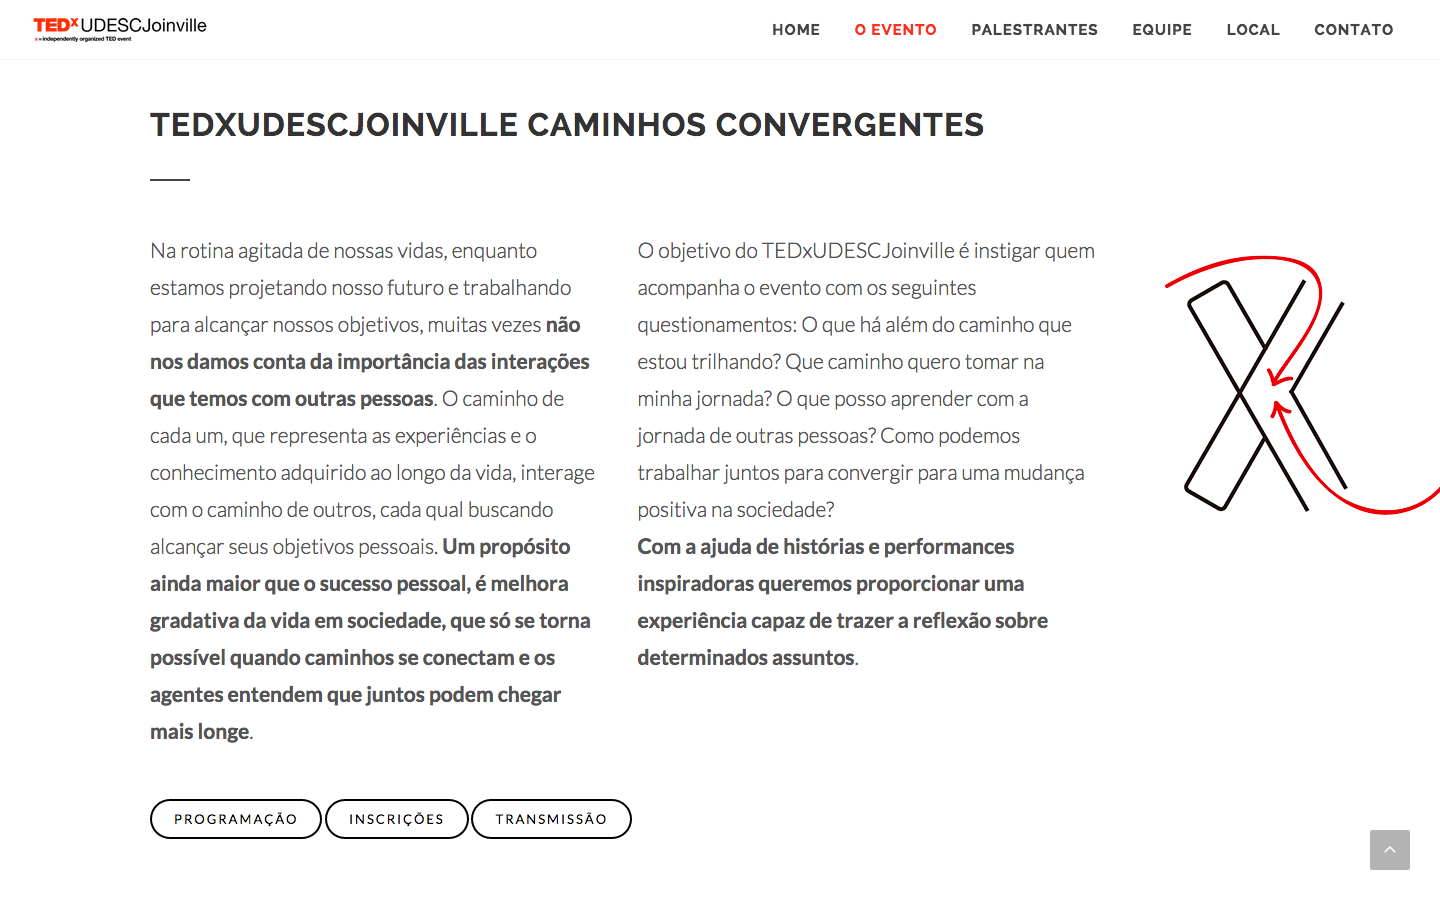 TEDx UDESCJoinville
x = independently organized TED event
HOME
O EVENTO
PALESTRANTES
EQUIPE
LOCAL
CONTATO
TEDXUDESCJOINVILLE CAMINHOS CONVERGENTES
Na rotina agitada de nossas vidas, enquanto
estamos projetando nosso futuro e trabalhando
para alcançar nossos objetivos, muitas vezes não
nos damos conta da importância das interações
que temos com outras pessoas. O caminho de
cada um, que representa as experiências e o
conhecimento adquirido ao longo da vida, interage
com o caminho de outros, cada qual buscando
alcançar seus objetivos pessoais. Um propósito
ainda maior que o sucesso pessoal, é melhora
gradativa da vida em sociedade, que só se torna
possível quando caminhos se conectam e os
agentes entendem que juntos podem chegar
mais longe.
O objetivo do TEDxUDESCJoinville é instigar quem
acompanha o evento com os seguintes
questionamentos: O que há além do caminho que
estou trilhando? Que caminho quero tomar na
minha jornada? O que posso aprender com a
jornada de outras pessoas? Como podemos
trabalhar juntos para convergir para uma mudança
positiva na sociedade?
Com a ajuda de histórias e performances
inspiradoras queremos proporcionar uma
experiência capaz de trazer a reflexão sobre
determinados assuntos.
PROGRAMAÇÃO
INSCRIÇÕES
TRANSMISSÃO